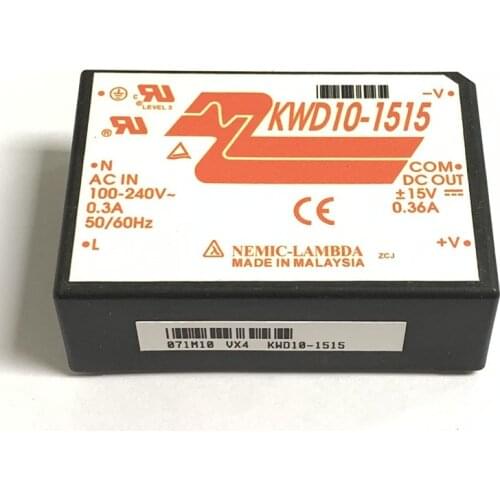 -V
LEVEL 3
KWD10-1515
N
AC IN
100-240V~
0.3A
50/60Hz
L
COM
DC OUT
±15V
0.36A
+V
CE
NEMIC-LAMBDA
MADE IN MALAYSIA
ZCJ
071M10 VX4 KWD10-1515